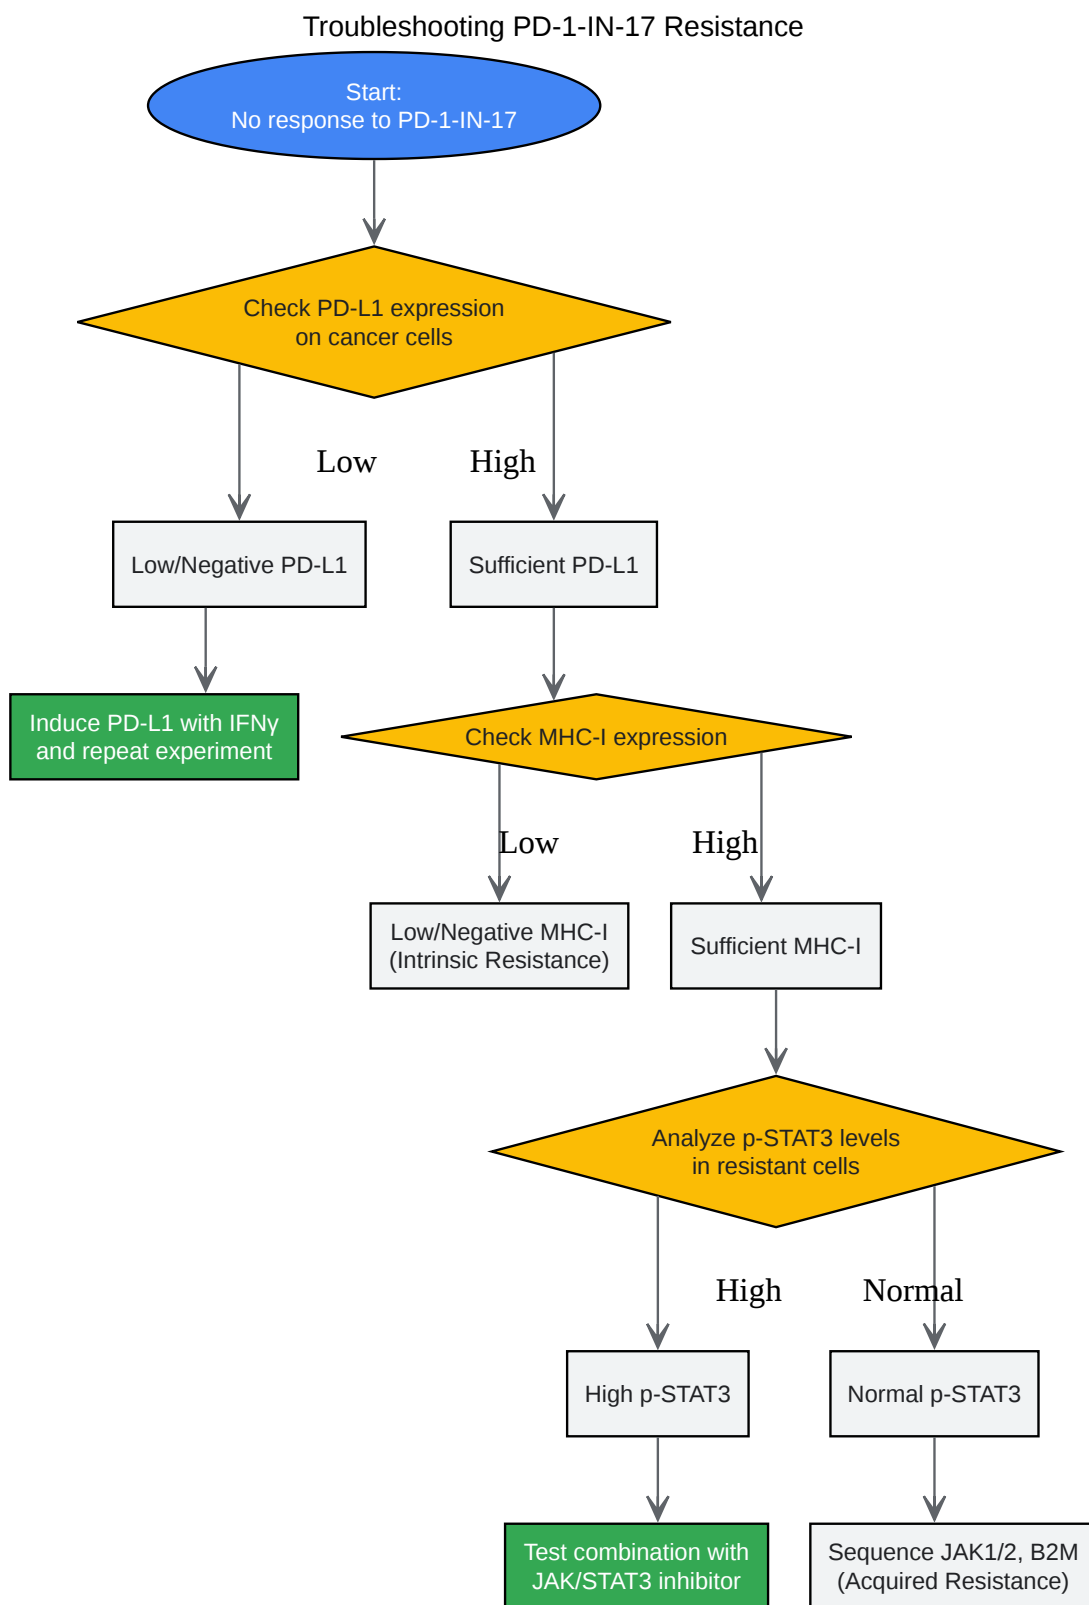 Troubleshooting PD-1-IN-17 Resistance
Start:
No response to PD-1-IN-17
Check PD-L1 expression
on cancer cells
Low
High
Low/Negative PD-L1
Sufficient PD-L1
Induce PD-L1 with IFNγ
and repeat experiment
Check MHC-I expression
Low
High
Low/Negative MHC-I
(Intrinsic Resistance)
Sufficient MHC-I
Analyze p-STAT3 levels
in resistant cells
High
Normal
High p-STAT3
Normal p-STAT3
Test combination with
JAK/STAT3 inhibitor
Sequence JAK1/2, B2M
(Acquired Resistance)